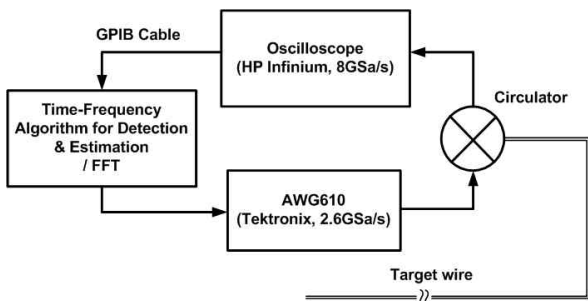 GPIB Cable
Oscilloscope
(HP Infinium, 8GSa/s)
Circulator
Time-Frequency
Algorithm for Detection
& Estimation
/ FFT
AWG610
(Tektronix, 2.6GSa/s)
Target wire